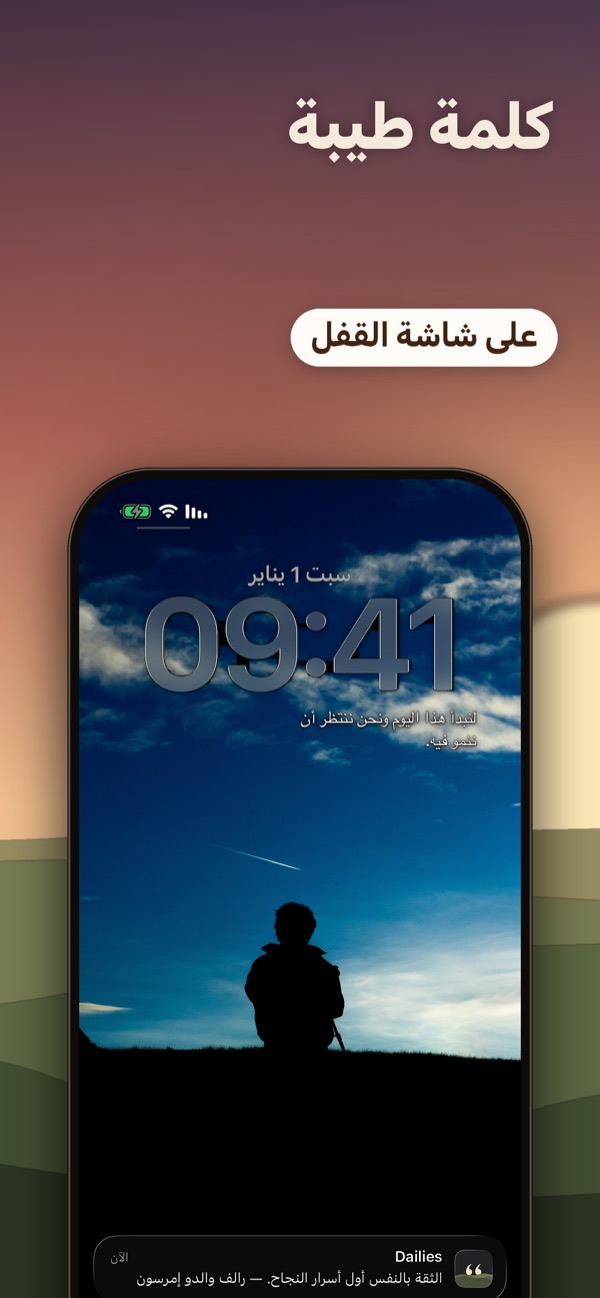 كلمة طيبة
على شاشة القفل
سبت 1 يناير
09:41
لنبدأ هذا اليوم ونحن ننتظر أن
ننمو فيه.
Dailies
الآن
الثقة بالنفس أول أسرار النجاح. — رالف والدو إمرسون